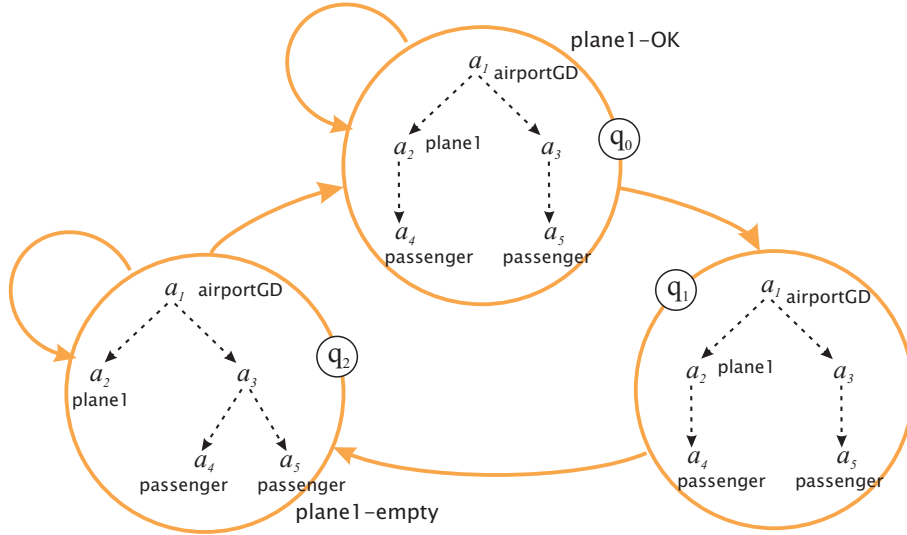 plane1-OK
a1 airportGD
q0
a2 plane1 a3
a4 a5
passenger passenger
q1
a1 airportGD
a2 plane1 a3
a4 a5
passenger passenger
a1 airportGD
q2
a2 a3
plane1
a4 a5
passenger passenger
plane1-empty